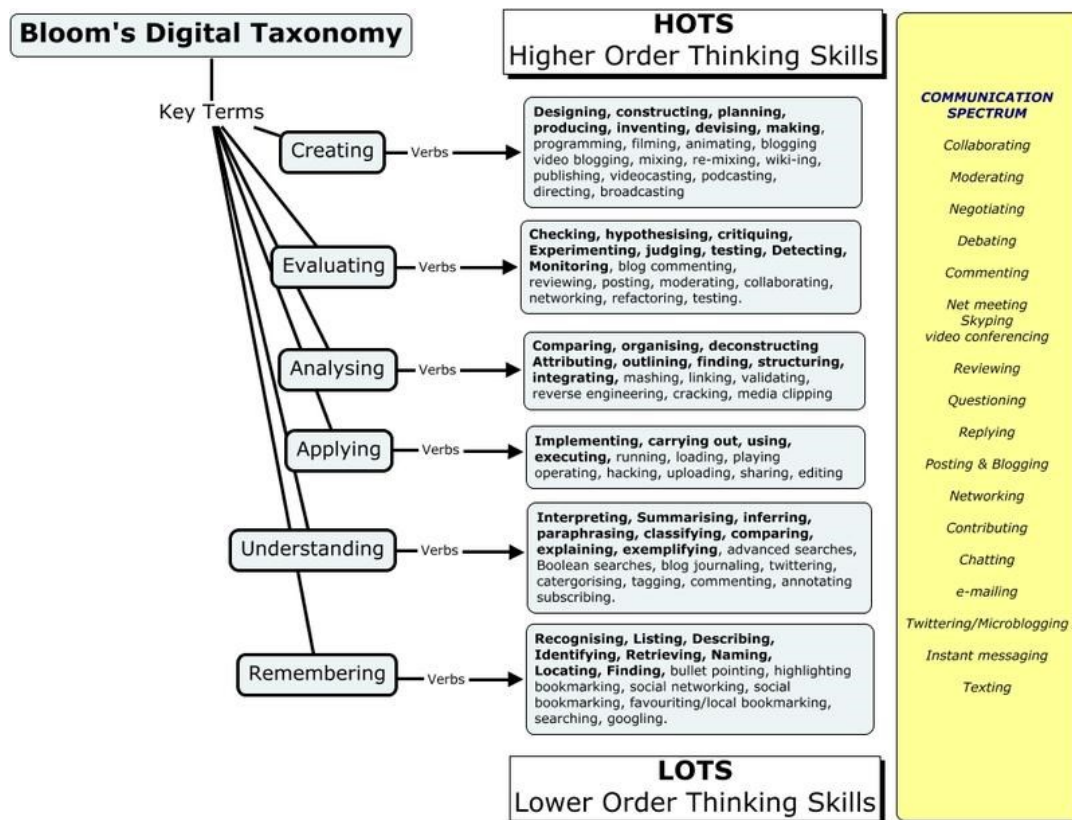 Bloom's Digital Taxonomy
HOTS
Higher Order Thinking Skills
Key Terms
Creating
Verbs
Designing, constructing, planning,
producing, inventing, devising, making,
programming, filming, animating, blogging
video blogging, mixing, re-mixing, wiki-ing,
publishing, videocasting, podcasting,
directing, broadcasting
Evaluating
Verbs
Checking, hypothesising, critiquing,
Experimenting, judging, testing, Detecting,
Monitoring, blog commenting,
reviewing, posting, moderating, collaborating,
networking, refactoring, testing.
Analysing
Verbs
Comparing, organising, deconstructing
Attributing, outlining, finding, structuring,
integrating, mashing, linking, validating,
reverse engineering, cracking, media clipping
Applying
Verbs
Implementing, carrying out, using,
executing, running, loading, playing
operating, hacking, uploading, sharing, editing
Understanding
Verbs
Interpreting, Summarising, inferring,
paraphrasing, classifying, comparing,
explaining, exemplifying, advanced searches,
Boolean searches, blog journaling, twittering,
catergorising, tagging, commenting, annotating
subscribing.
Remembering
Verbs
Recognising, Listing, Describing,
Identifying, Retrieving, Naming,
Locating, Finding, bullet pointing, highlighting
bookmarking, social networking, social
bookmarking, favouriting/local bookmarking,
searching, googling.
LOTS
Lower Order Thinking Skills
COMMUNICATION
SPECTRUM
Collaborating
Moderating
Negotiating
Debating
Commenting
Net meeting
Skyping
video conferencing
Reviewing
Questioning
Replying
Posting & Blogging
Networking
Contributing
Chatting
e-mailing
Twittering/Microblogging
Instant messaging
Texting